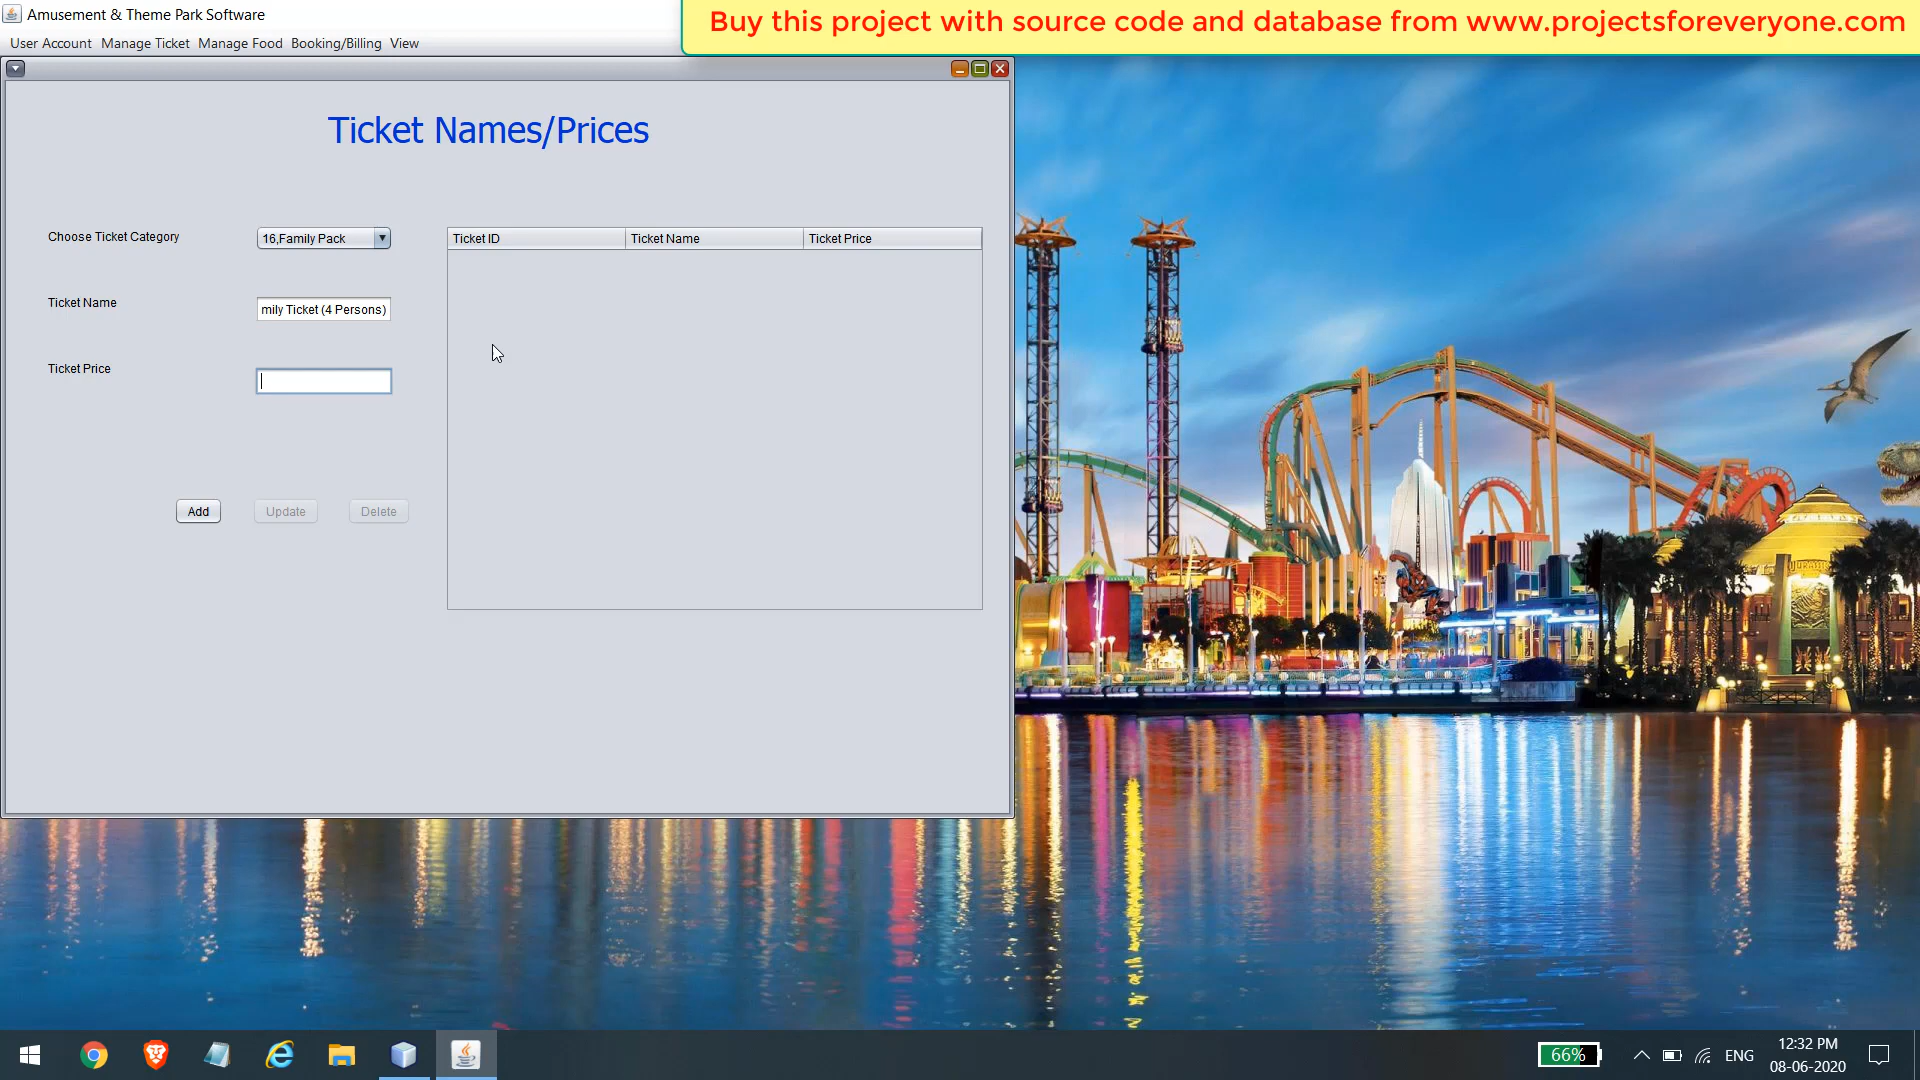 Amusement & Theme Park Software
Buy this project with source code and database from www.projectsforeveryone.com
User Account Manage Ticket Manage Food Booking/Billing View
Ticket Names/Prices
Choose Ticket Category
16,Family Pack
Ticket ID Ticket Name Ticket Price
Ticket Name
mily Ticket (4 Persons)
Ticket Price
Add Update Delete
66%
ENG
12:32 PM
08-06-2020